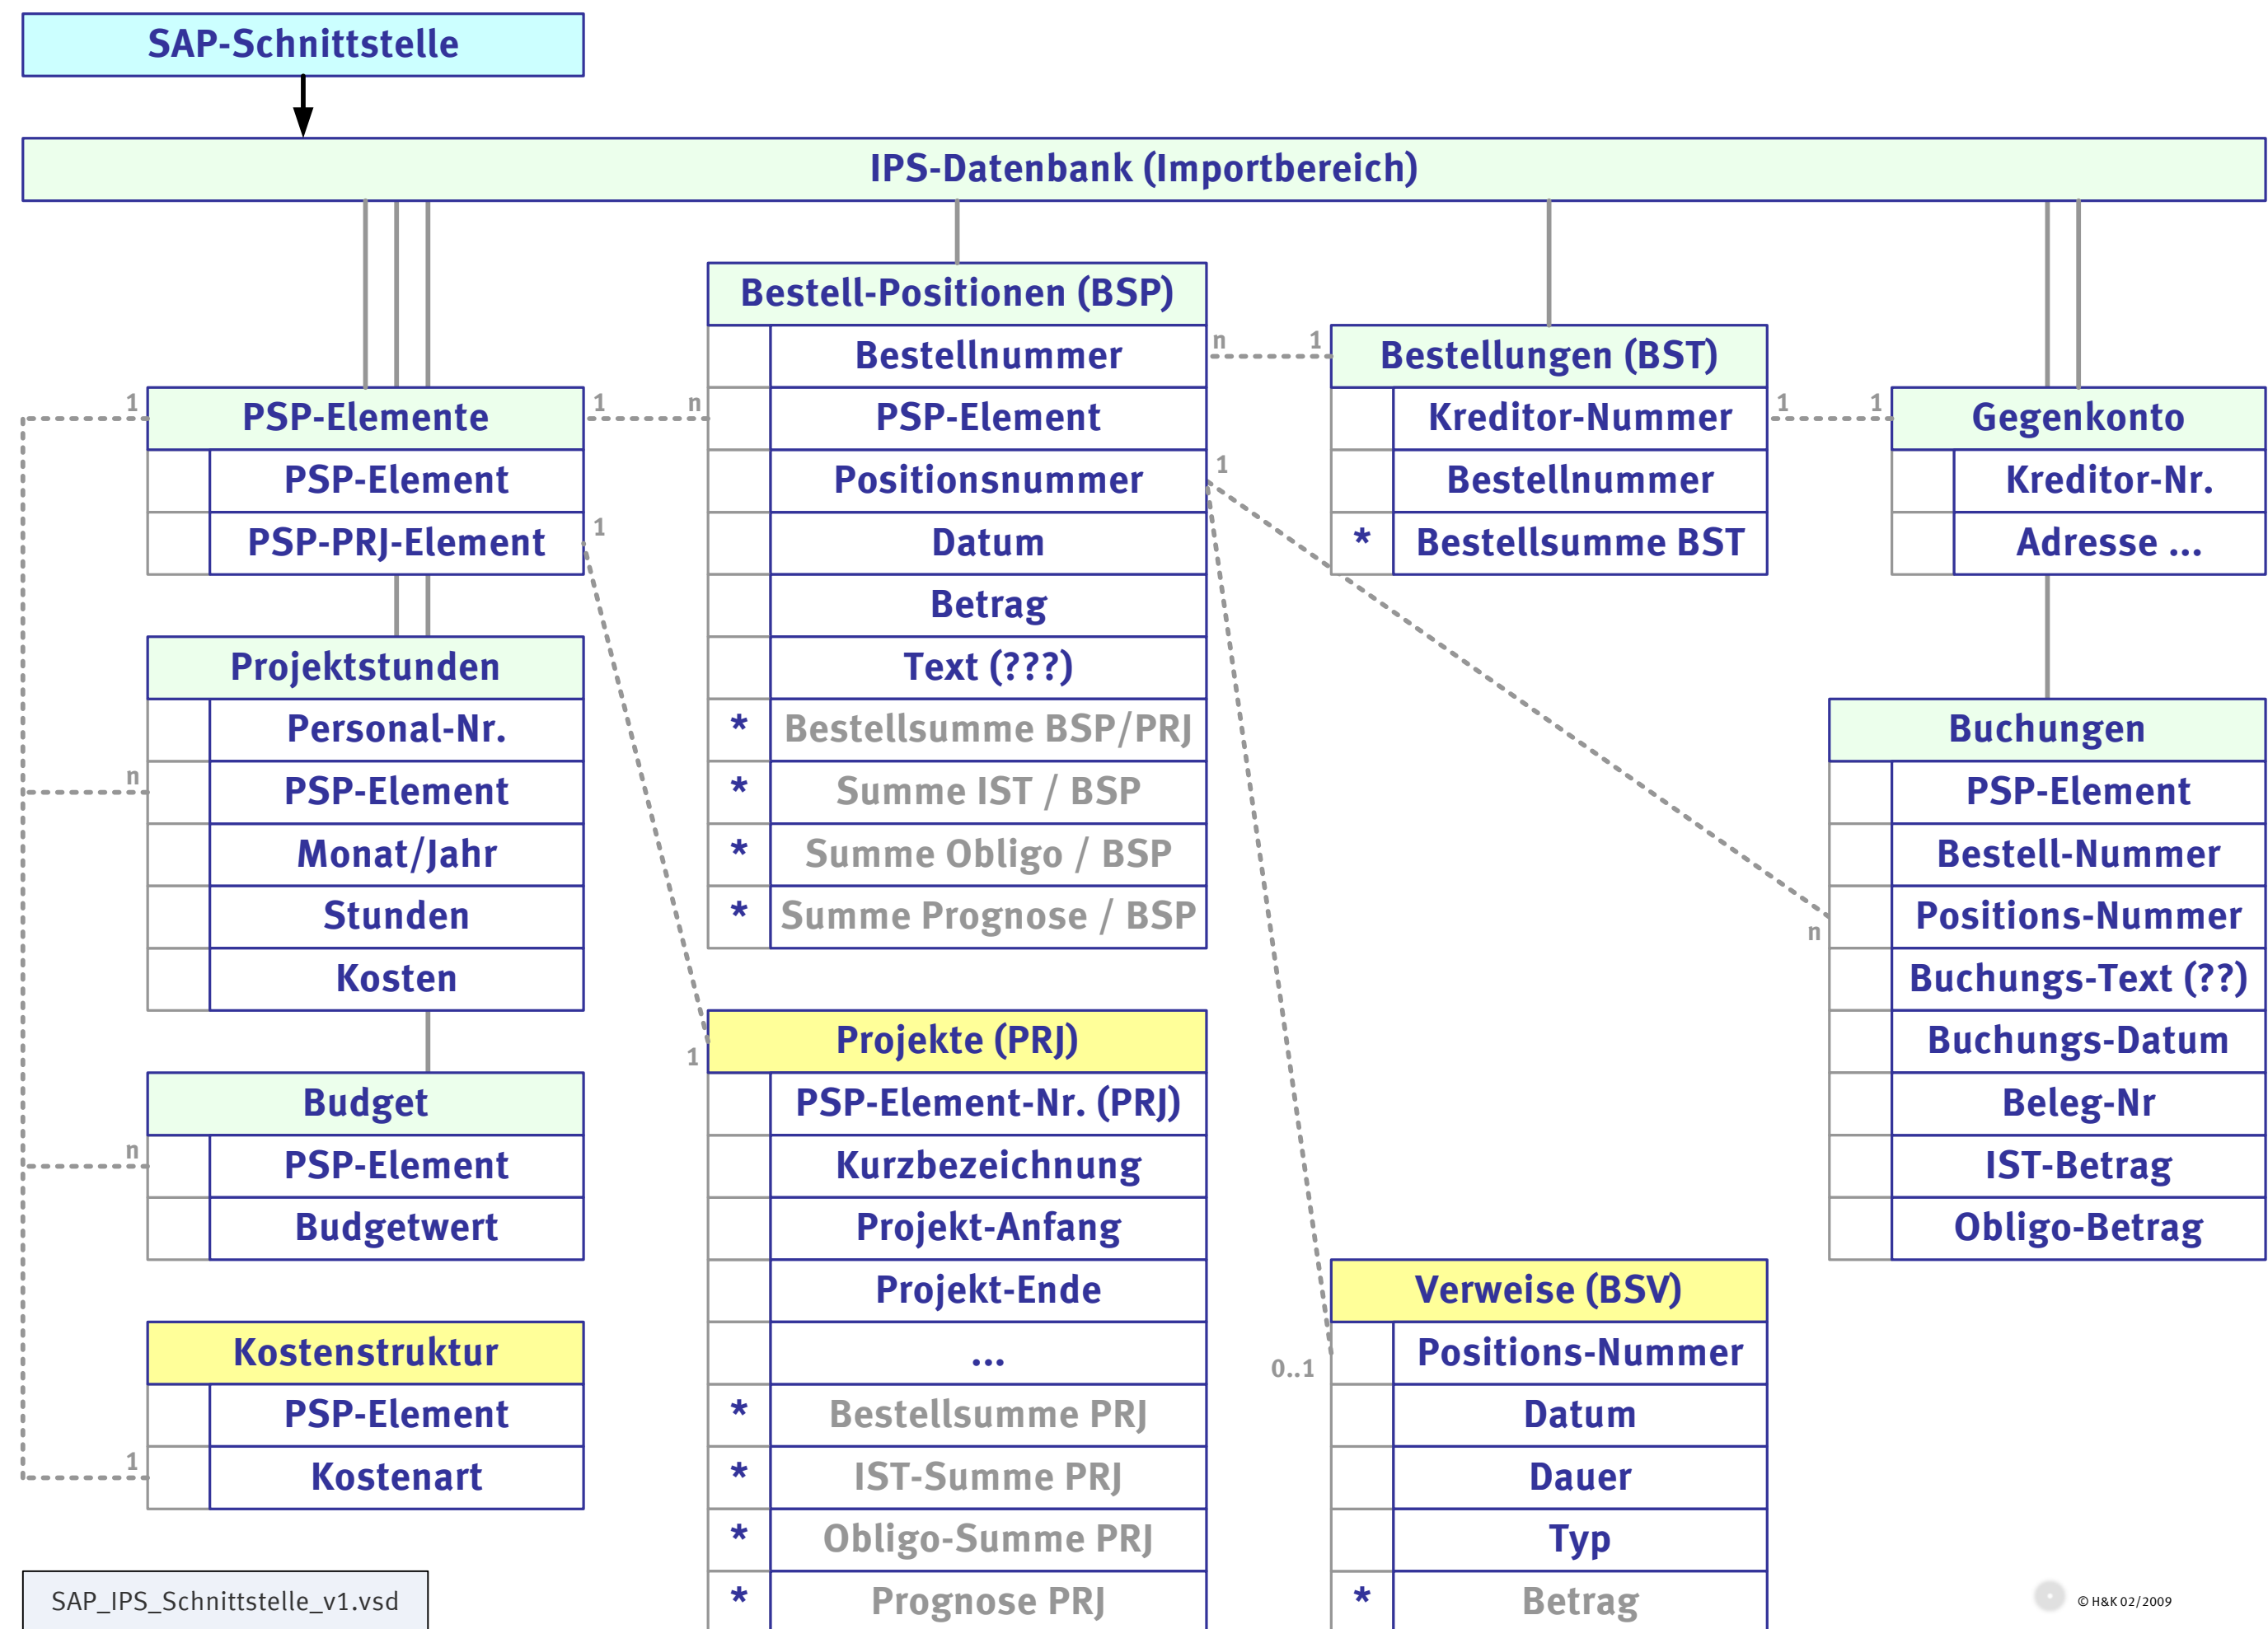 SAP-Schnittstelle
IPS-Datenbank (Importbereich)
PSP-Elemente
PSP-Element
PSP-PRJ-Element
Projektstunden
Personal-Nr.
PSP-Element
Monat/Jahr
Stunden
Kosten
Budget
PSP-Element
Budgetwert
Kostenstruktur
PSP-Element
Kostenart
1
n
n
1
1
n
1
1
Bestell-Positionen (BSP)
Bestellnummer
PSP-Element
Positionsnummer
Datum
Betrag
Text (???)
* Bestellsumme BSP/PRJ
* Summe IST / BSP
* Summe Obligo / BSP
* Summe Prognose / BSP
Projekte (PRJ)
PSP-Element-Nr. (PRJ)
Kurzbezeichnung
Projekt-Anfang
Projekt-Ende
...
* Bestellsumme PRJ
* IST-Summe PRJ
* Obligo-Summe PRJ
* Prognose PRJ
n
1
1
0..1
n
Bestellungen (BST)
Kreditor-Nummer
Bestellnummer
* Bestellsumme BST
1
1
Verweise (BSV)
Positions-Nummer
Datum
Dauer
Typ
* Betrag
Gegenkonto
Kreditor-Nr.
Adresse ...
Buchungen
PSP-Element
Bestell-Nummer
Positions-Nummer
Buchungs-Text (??)
Buchungs-Datum
Beleg-Nr
IST-Betrag
Obligo-Betrag
SAP_IPS_Schnittstelle_v1.vsd
© H&K 02/2009